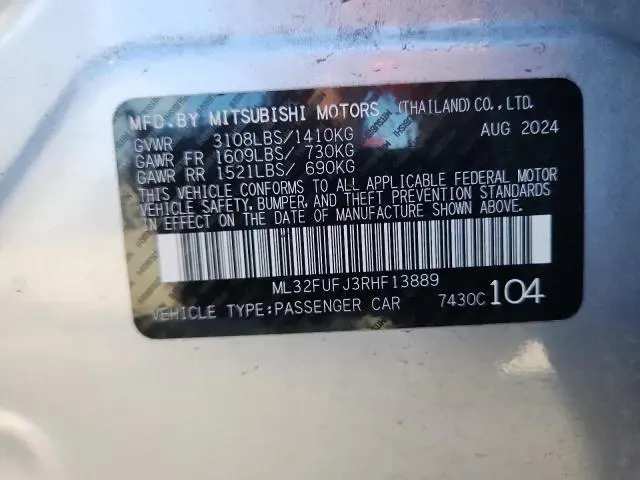 MFD.BY MITSUBISHI MOTORS (THAILAND)CO.,LTD.
GVWR 3108LBS/1410KG AUG 2024
GAWR FR 1609LBS/ 730KG
GAWR RR 1521LBS/ 690KG
THIS VEHICLE CONFORMS TO ALL APPLICABLE FEDERAL MOTOR
VEHICLE SAFETY, BUMPER, AND THEFT PREVENTION STANDARDS
IN EFFECT ON THE DATE OF MANUFACTURE SHOWN ABOVE.
ML32FUFJ3RHF13889
VEHICLE TYPE:PASSENGER CAR 7430C 104